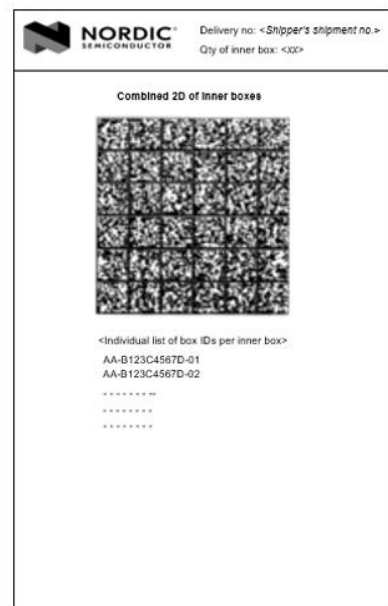 NORDIC
SEMICONDUCTOR
Delivery no: <Shipper's shipment no.>
Qty of inner box: <xx>
Combined 2D of inner boxes
<Individual list of box IDs per inner box>
AA-B123C4567D-01
AA-B123C4567D-02
- - - - - - - --
- - - - - - - -
- - - - - - - -